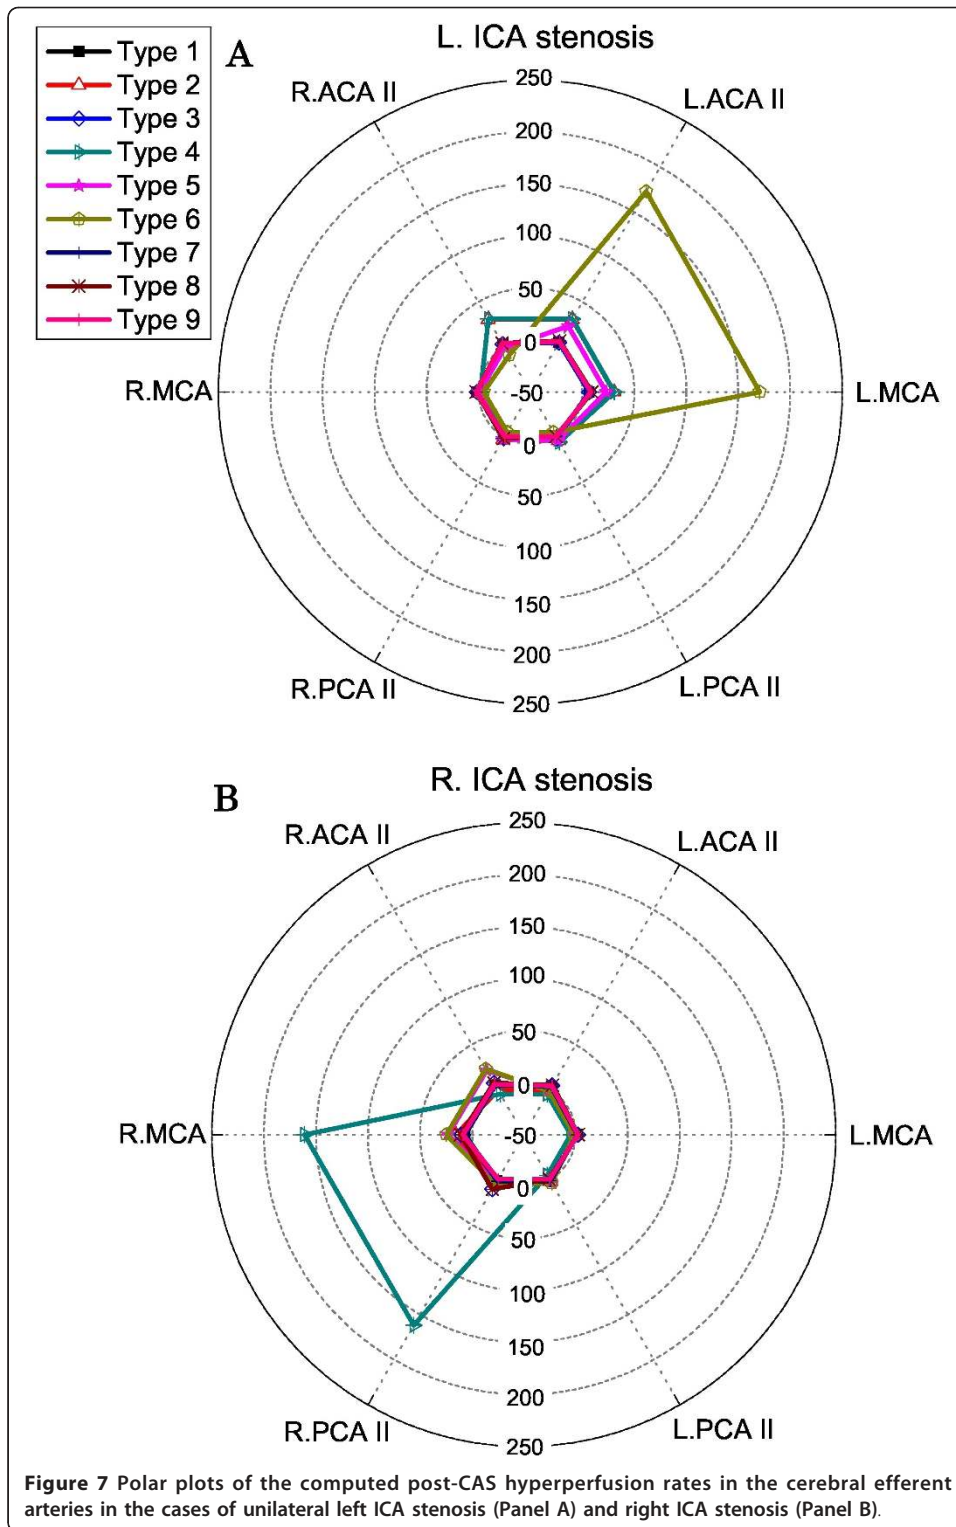 A
L. ICA stenosis
Type 1
Type 2
Type 3
Type 4
Type 5
Type 6
Type 7
Type 8
Type 9
250
R.ACA II
L.ACA II
200
150
100
50
0
R.MCA
-50
L.MCA
0
50
100
150
200
R.PCA II
L.PCA II
250
B
R. ICA stenosis
250
R.ACA II
L.ACA II
200
150
100
50
0
R.MCA
-50
L.MCA
0
50
100
150
200
R.PCA II
L.PCA II
250
Figure 7 Polar plots of the computed post-CAS hyperperfusion rates in the cerebral efferent
arteries in the cases of unilateral left ICA stenosis (Panel A) and right ICA stenosis (Panel B).